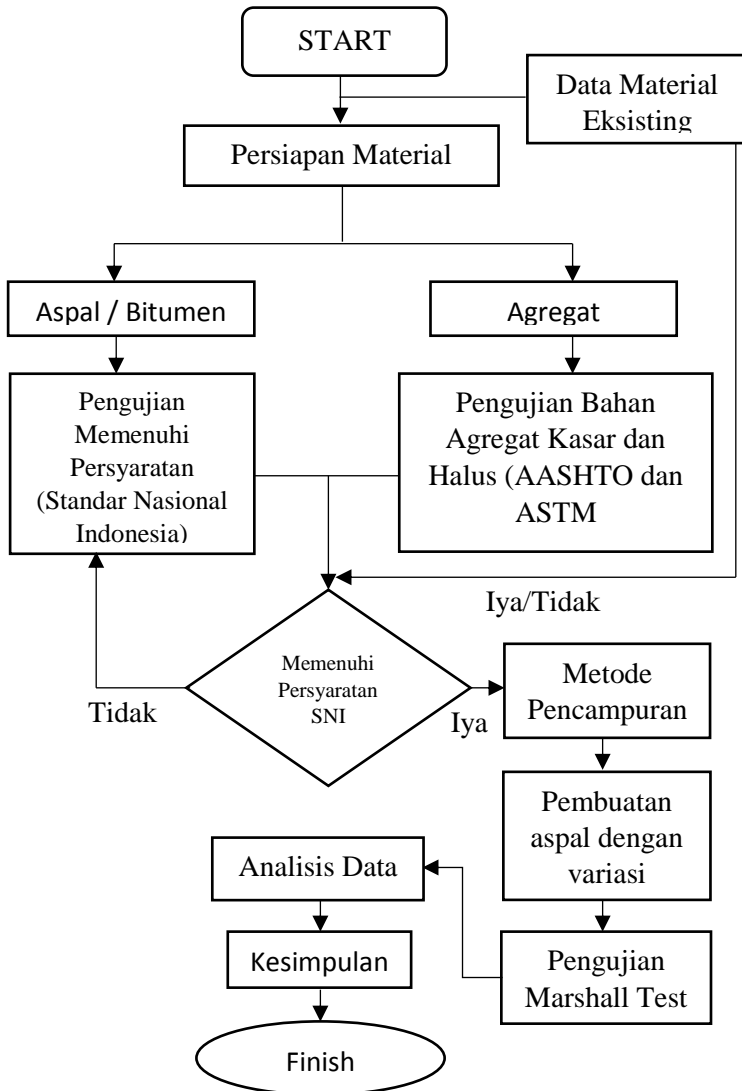 START
Data Material
Eksisting
Persiapan Material
Aspal / Bitumen
Agregat
Pengujian
Memenuhi
Persyaratan
(Standar Nasional
Indonesia)
Pengujian Bahan
Agregat Kasar dan
Halus (AASHTO dan
ASTM
Iya/Tidak
Memenuhi
Persyaratan
SNI
Tidak
Iya
Metode
Pencampuran
Pembuatan
aspal dengan
variasi
Pengujian
Marshall Test
Analisis Data
Kesimpulan
Finish